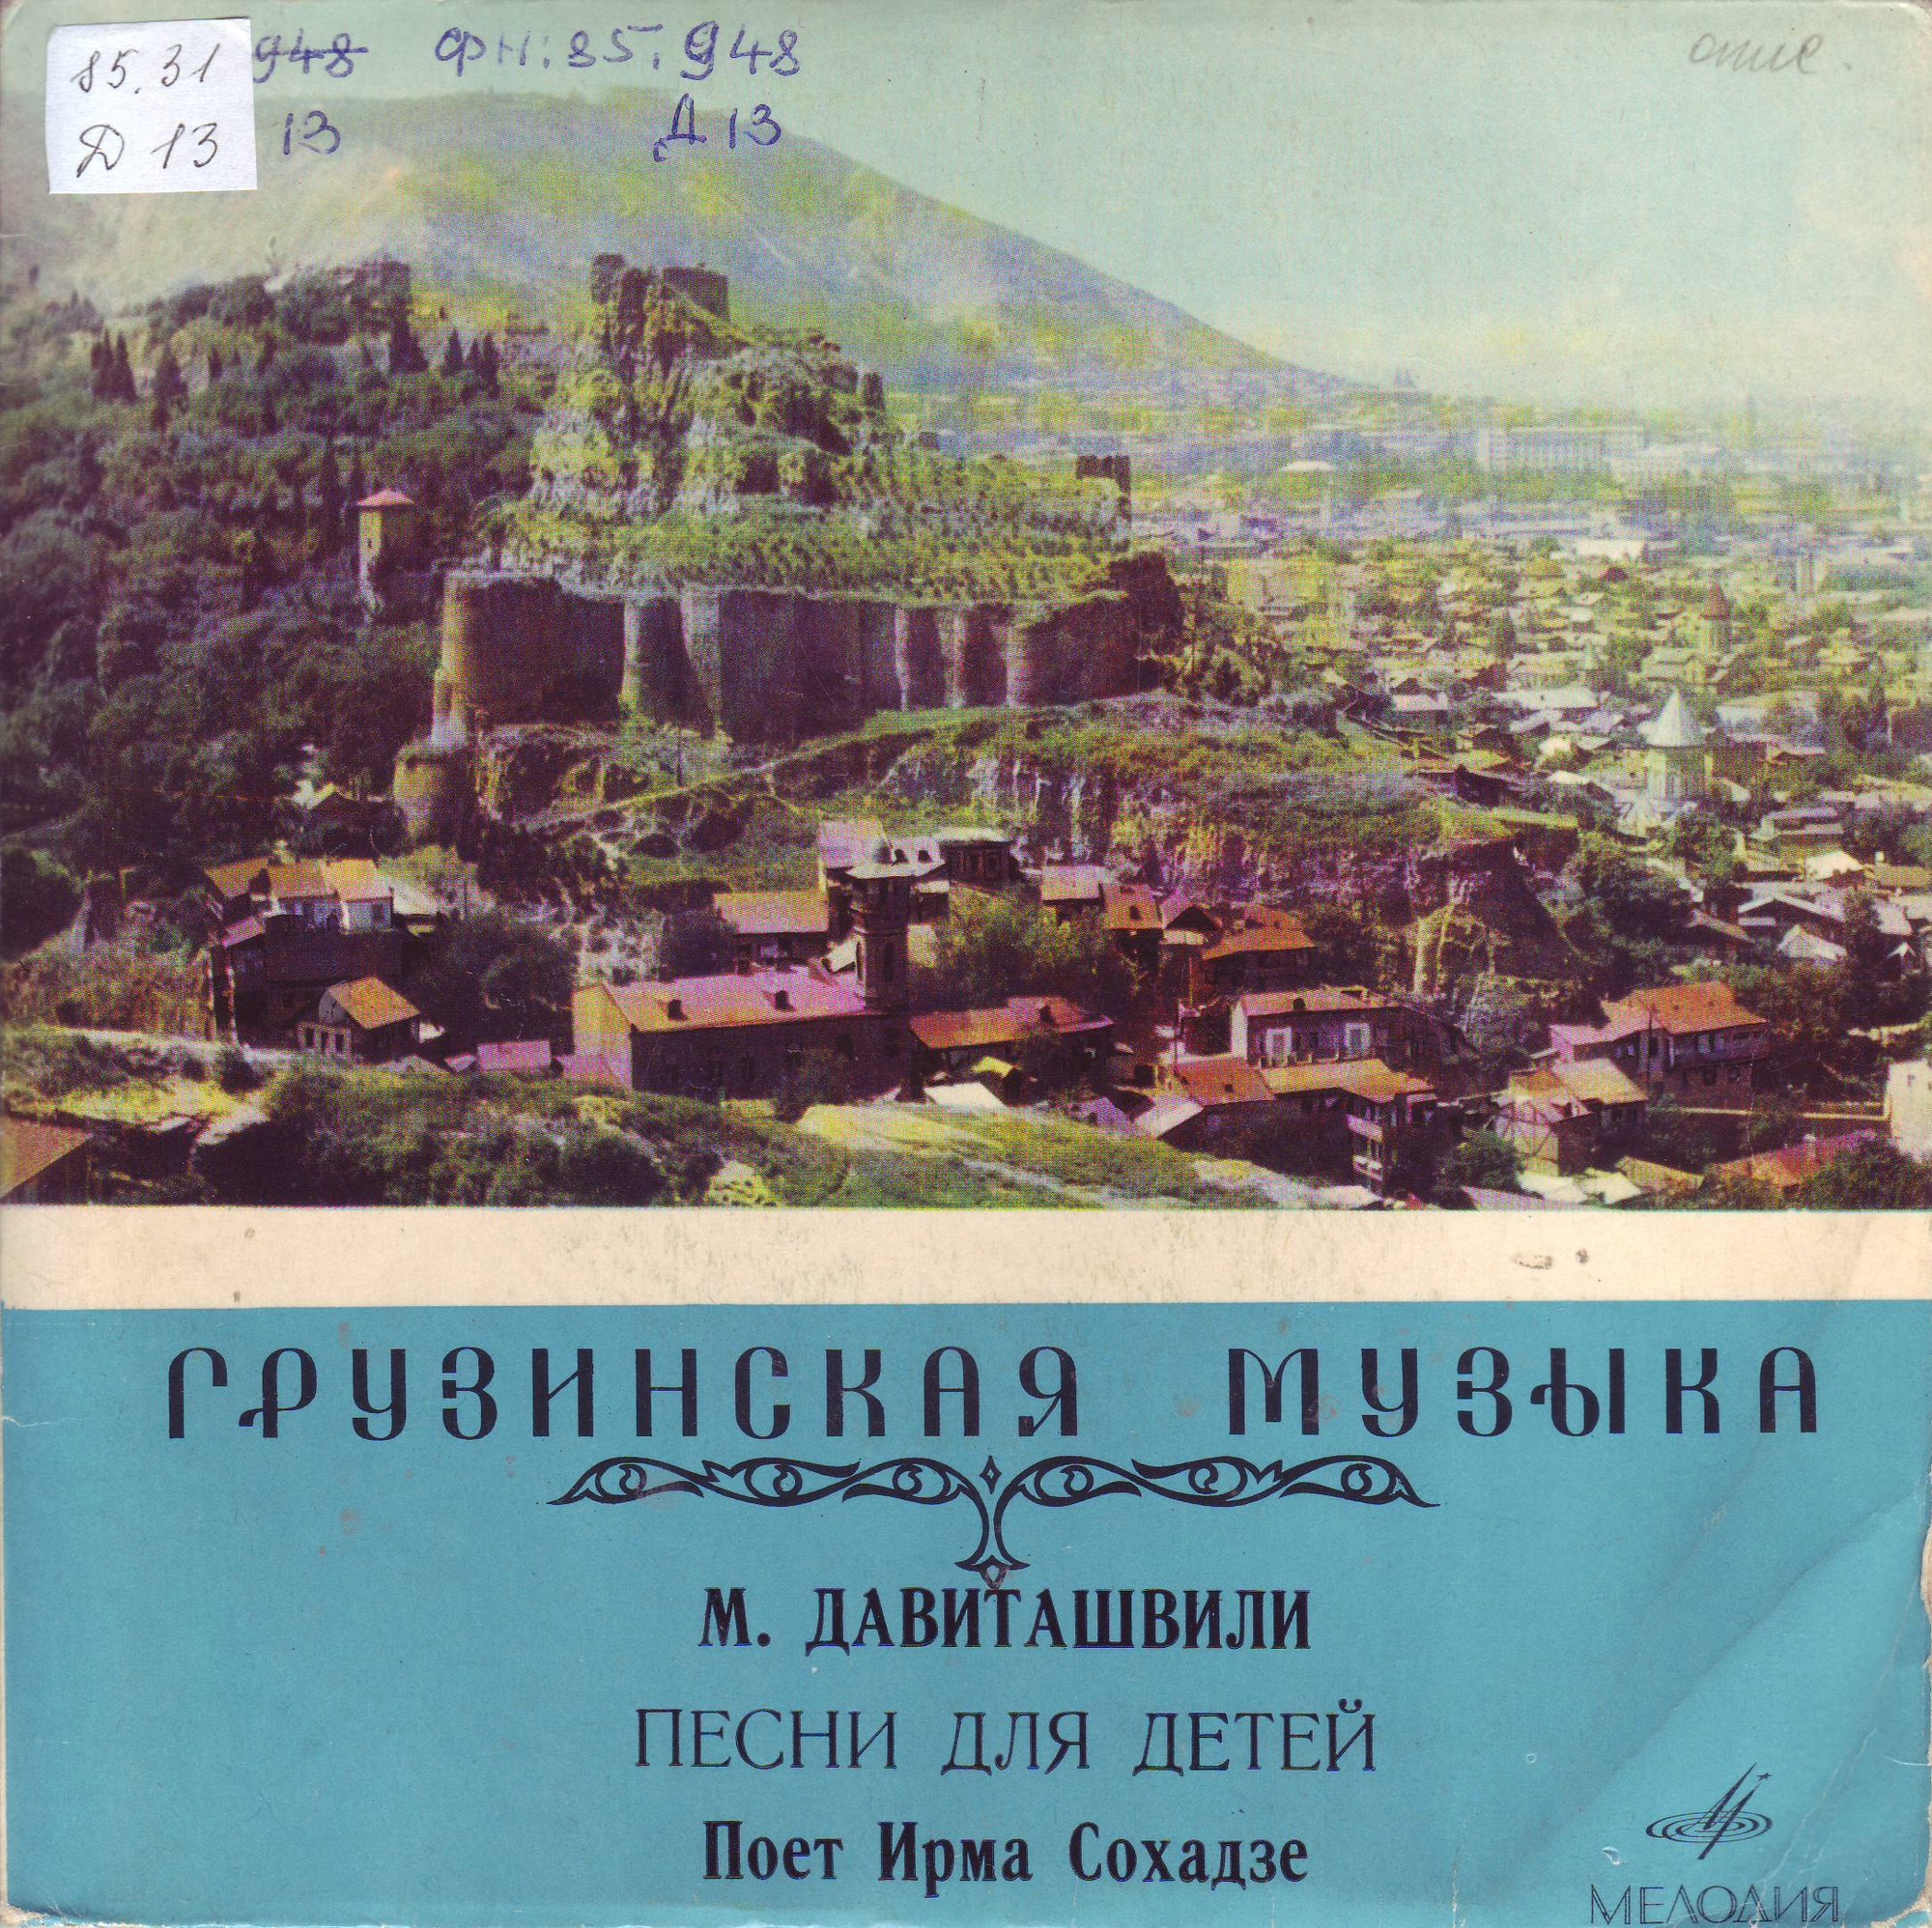 948 фн: 85.948
85.31
13 Д 13
Д 13
опис.
ГРУЗИНСКАЯ МУЗЫКА
М. ДАВИТАШВИЛИ
ПЕСНИ ДЛЯ ДЕТЕЙ
Поет Ирма Сохадзе
МЕЛОДИЯ